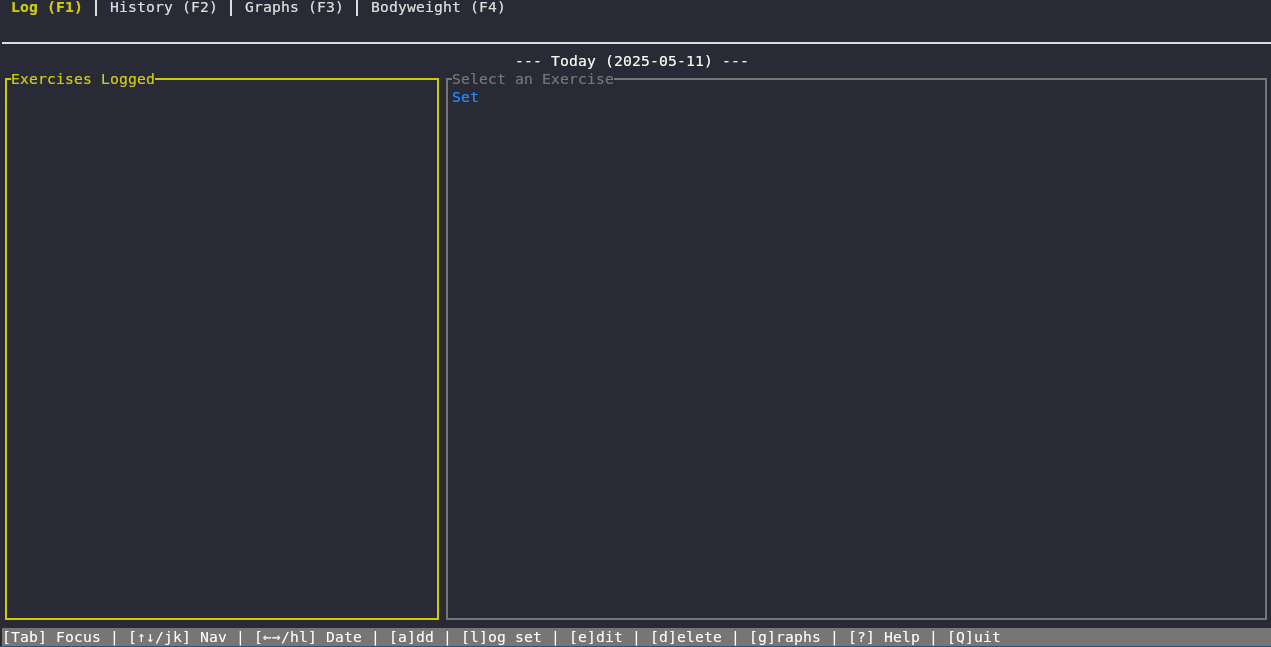 Log (F1) | History (F2) | Graphs (F3) | Bodyweight (F4)
--- Today (2025-05-11) ---
Exercises Logged
Select an Exercise
Set
[Tab] Focus | [↑↓/jk] Nav | [←→/hl] Date | [a]dd | [l]og set | [e]dit | [d]elete | [g]raphs | [?] Help | [Q]uit